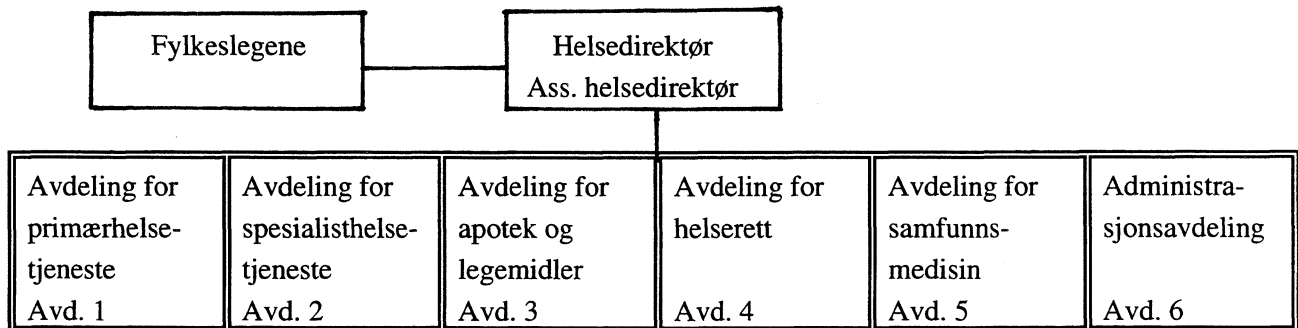 Fylkeslegene
Helsedirektør
Ass. helsedirektør
Avdeling for
primærhelse-
tjeneste
Avd. 1
Avdeling for
spesialisthelse-
tjeneste
Avd. 2
Avdeling for
apotek og
legemidler
Avd. 3
Avdeling for
helserett
Avd. 4
Avdeling for
samfunns-
medisin
Avd. 5
Administra-
sjonsavdeling
Avd. 6